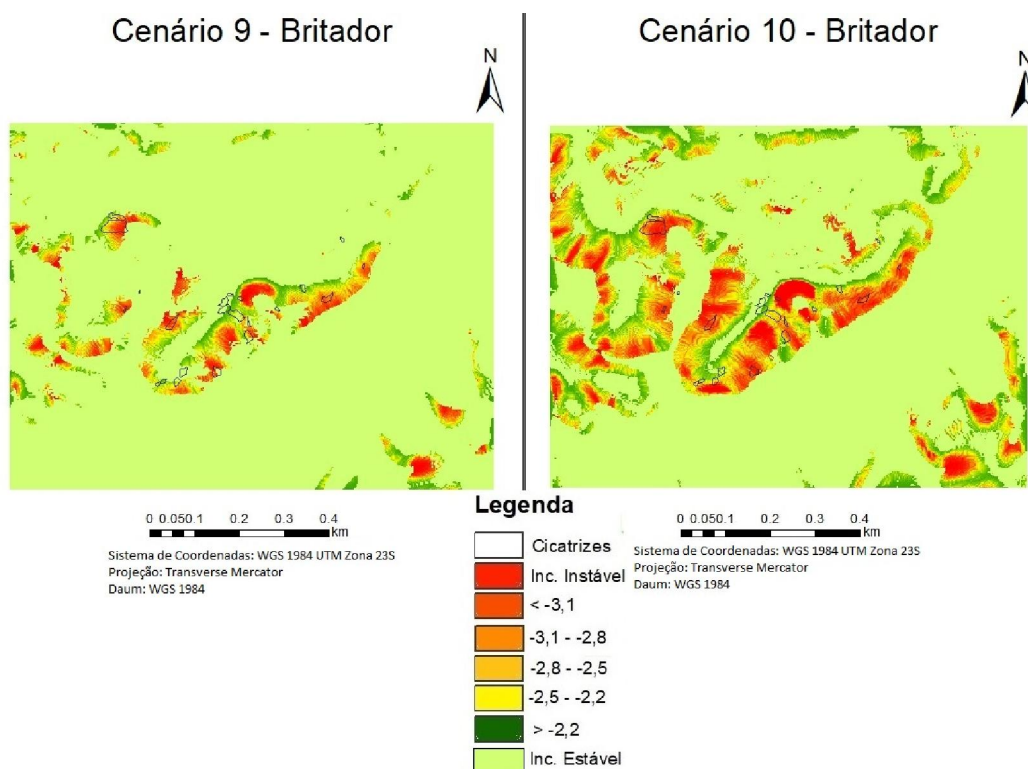 Cenário 9 - Britador
Cenário 10 - Britador
N
N
0 0.050.1 0.2 0.3 0.4
km
Sistema de Coordenadas: WGS 1984 UTM Zona 23S
Projeção: Transverse Mercator
Daum: WGS 1984
Legenda
Cicatrizes
Inc. Instável
< -3,1
-3,1 - -2,8
-2,8 - -2,5
-2,5 - -2,2
> -2,2
Inc. Estável
0 0.050.1 0.2 0.3 0.4
km
Sistema de Coordenadas: WGS 1984 UTM Zona 23S
Projeção: Transverse Mercator
Daum: WGS 1984